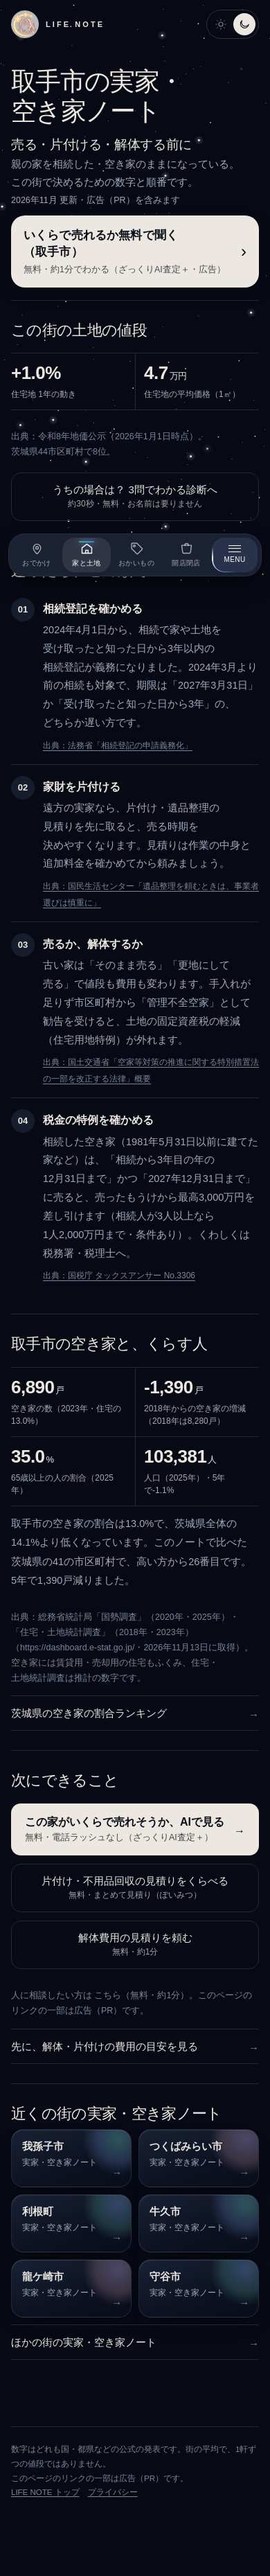 LIFE.NOTE
取手市の実家・
空き家ノート
売る・片付ける・解体する前に
親の家を相続した・空き家のままになっている。
この街で決めるための数字と順番です。
2026年11月 更新・広告（PR）を含みます
いくらで売れるか無料で聞く
（取手市）
無料・約1分でわかる（ざっくりAI査定＋・広告）
›
この街の土地の値段
+1.0%
住宅地 1年の動き
4.7万円
住宅地の平均価格（1㎡）
出典：令和8年地価公示（2026年1月1日時点）。
茨城県44市区町村で8位。
うちの場合は？ 3問でわかる診断へ
約30秒・無料・お名前は要りません
おでかけ
家と土地
おかいもの
開店閉店
MENU
01
相続登記を確かめる
2024年4月1日から、相続で家や土地を
受け取ったと知った日から3年以内の
相続登記が義務になりました。2024年3月より
前の相続も対象で、期限は「2027年3月31日」
か「受け取ったと知った日から3年」の、
どちらか遅い方です。
出典：法務省「相続登記の申請義務化」
02
家財を片付ける
遠方の実家なら、片付け・遺品整理の
見積りを先に取ると、売る時期を
決めやすくなります。見積りは作業の中身と
追加料金を確かめてから頼みましょう。
出典：国民生活センター「遺品整理を頼むときは、事業者
選びは慎重に」
03
売るか、解体するか
古い家は「そのまま売る」「更地にして
売る」で値段も費用も変わります。手入れが
足りず市区町村から「管理不全空家」として
勧告を受けると、土地の固定資産税の軽減
（住宅用地特例）が外れます。
出典：国土交通省「空家等対策の推進に関する特別措置法
の一部を改正する法律」概要
04
税金の特例を確かめる
相続した空き家（1981年5月31日以前に建てた
家など）は、「相続から3年目の年の
12月31日まで」かつ「2027年12月31日まで」
に売ると、売ったもうけから最高3,000万円を
差し引けます（相続人が3人以上なら
1人2,000万円まで・条件あり）。くわしくは
税務署・税理士へ。
出典：国税庁 タックスアンサー No.3306
取手市の空き家と、くらす人
6,890戸
空き家の数（2023年・住宅の
13.0%）
-1,390戸
2018年からの空き家の増減
（2018年は8,280戸）
35.0%
65歳以上の人の割合（2025
年）
103,381人
人口（2025年）・5年
で-1.1%
取手市の空き家の割合は13.0%で、茨城県全体の
14.1%より低くなっています。このノートで比べた
茨城県の41の市区町村で、高い方から26番目です。
5年で1,390戸減りました。
出典：総務省統計局「国勢調査」（2020年・2025年）・
「住宅・土地統計調査」（2018年・2023年）
（https://dashboard.e-stat.go.jp/・2026年11月13日に取得）。
空き家には賃貸用・売却用の住宅もふくみ、住宅・
土地統計調査は推計の数字です。
茨城県の空き家の割合ランキング →
次にできること
この家がいくらで売れそうか、AIで見る
無料・電話ラッシュなし（ざっくりAI査定＋）
→
片付け・不用品回収の見積りをくらべる
無料・まとめて見積り（ぽいみつ）
解体費用の見積りを頼む
無料・約1分
人に相談したい方は こちら（無料・約1分）。このページの
リンクの一部は広告（PR）です。
先に、解体・片付けの費用の目安を見る →
近くの街の実家・空き家ノート
我孫子市
実家・空き家ノート
→
つくばみらい市
実家・空き家ノート
→
利根町
実家・空き家ノート
→
牛久市
実家・空き家ノート
→
龍ケ崎市
実家・空き家ノート
→
守谷市
実家・空き家ノート
→
ほかの街の実家・空き家ノート →
数字はどれも国・都県などの公式の発表です。街の平均で、1軒ず
つの値段ではありません。
このページのリンクの一部は広告（PR）です。
LIFE NOTE トップ プライバシー